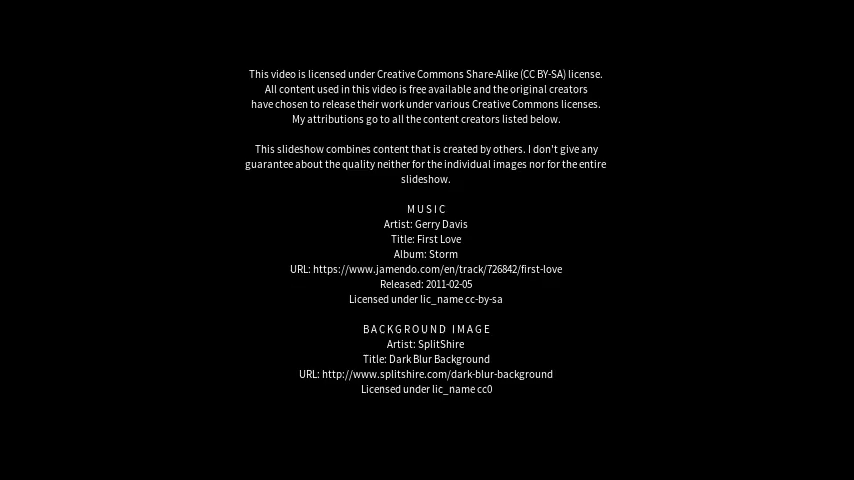 This video is licensed under Creative Commons Share-Alike (CC BY-SA) license.
All content used in this video is free available and the original creators
have chosen to release their work under various Creative Commons licenses.
My attributions go to all the content creators listed below.
This slideshow combines content that is created by others. I don't give any
guarantee about the quality neither for the individual images nor for the entire
slideshow.
MUSIC
Artist: Gerry Davis
Title: First Love
Album: Storm
URL: https://www.jamendo.com/en/track/726842/first-love
Released: 2011-02-05
Licensed under lic_name cc-by-sa
BACKGROUND IMAGE
Artist: SplitShire
Title: Dark Blur Background
URL: http://www.splitshire.com/dark-blur-background
Licensed under lic_name cc0